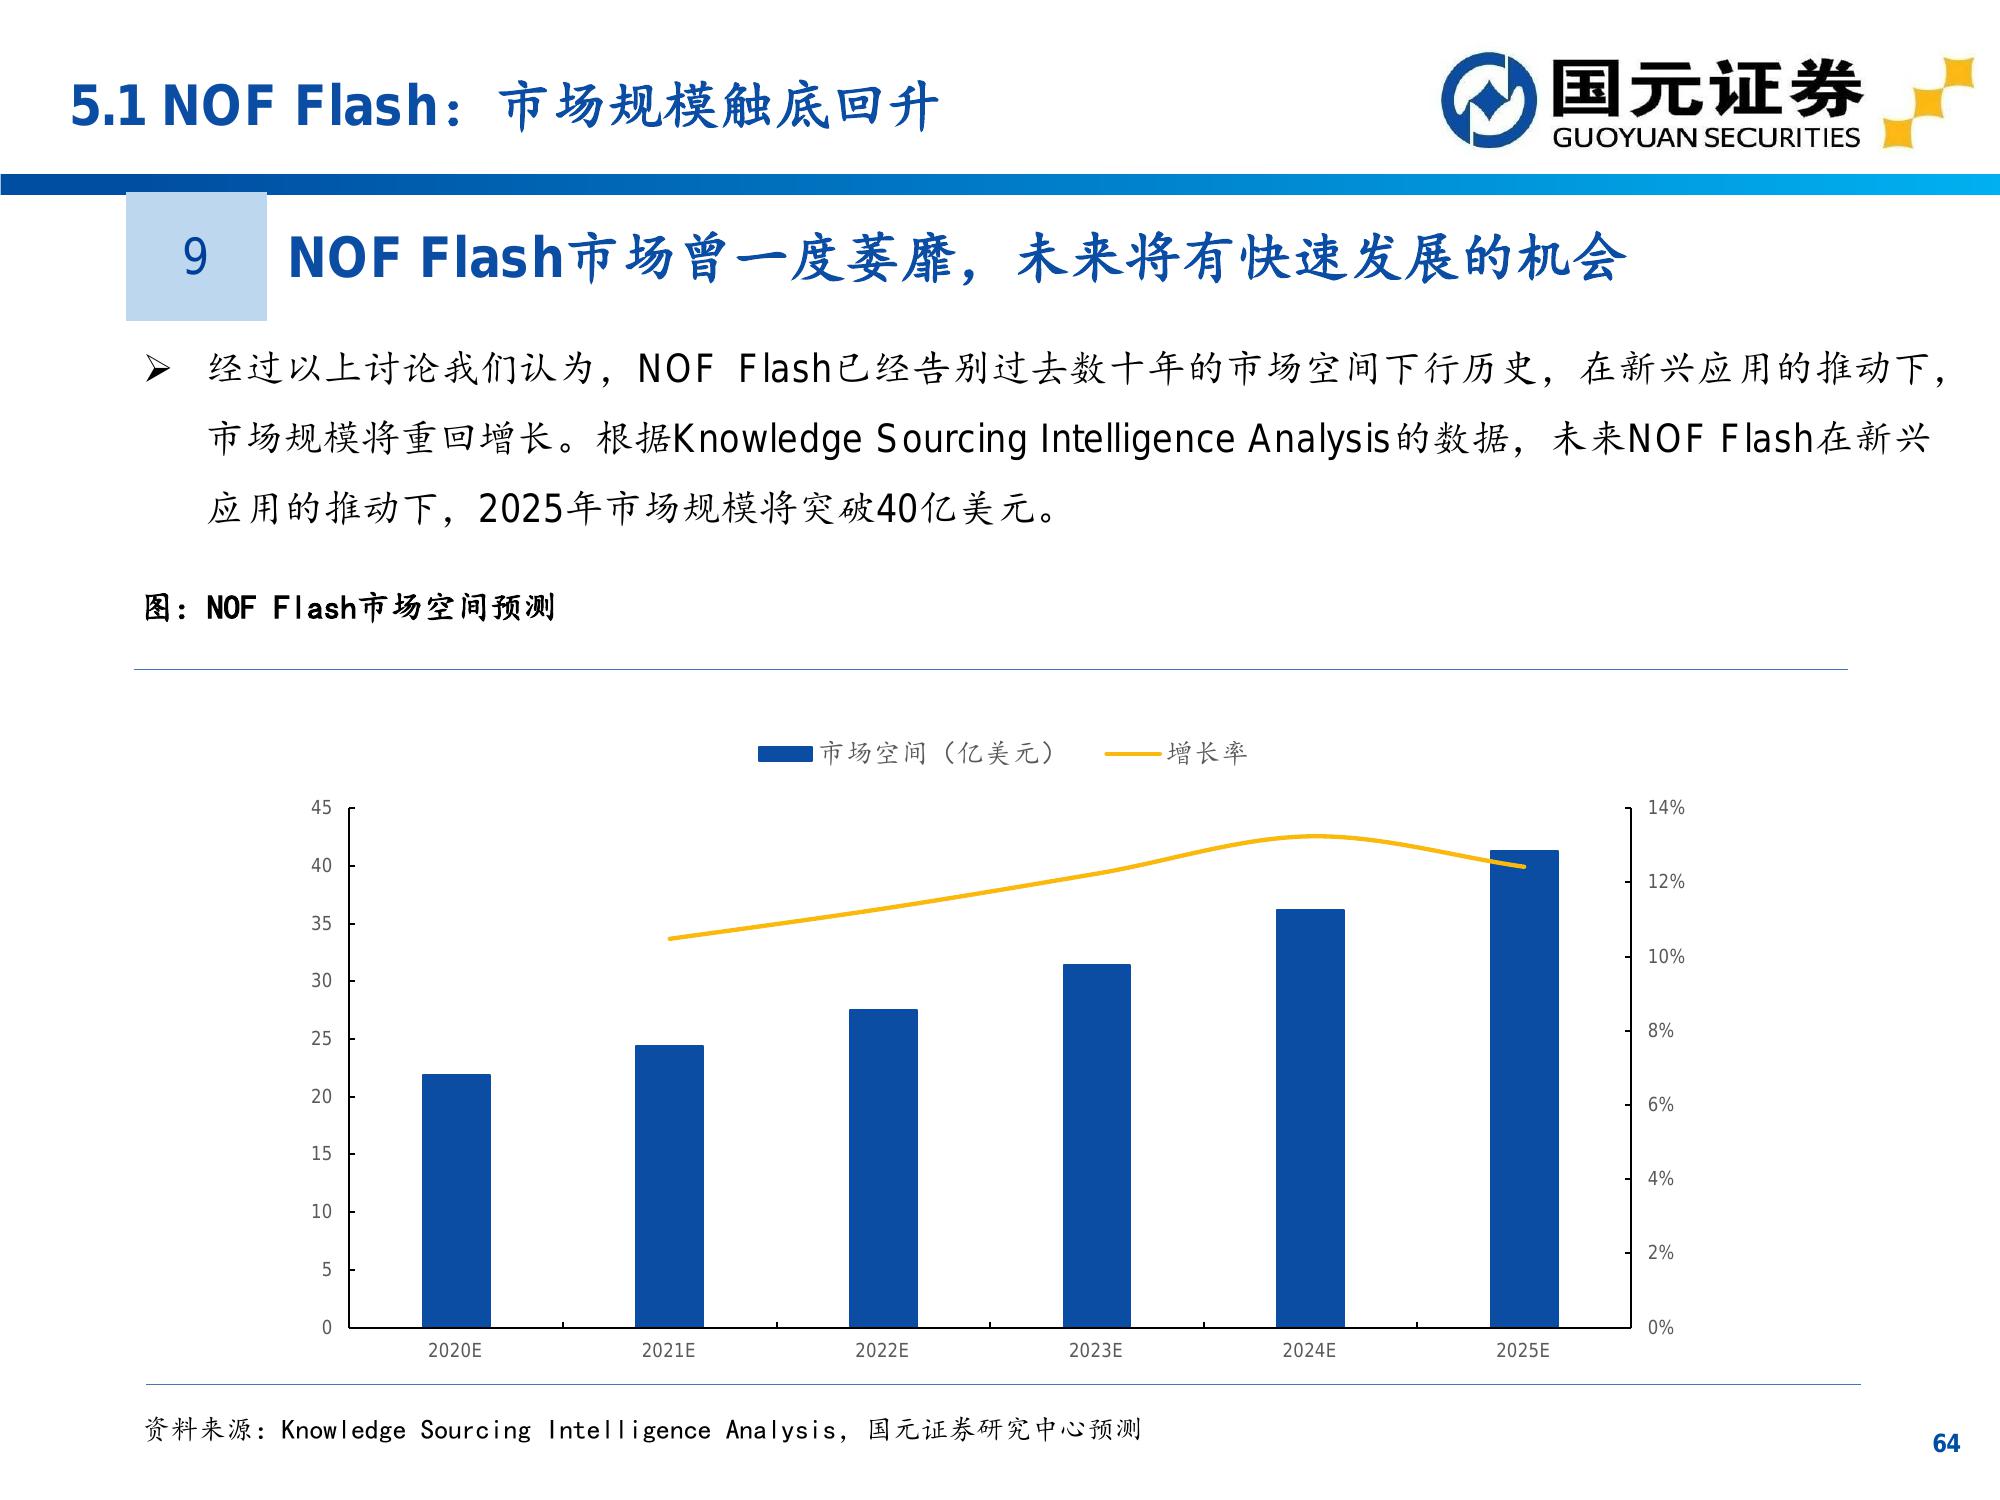 5.1 NOF Flash：市场规模触底回升
国元证券
GUOYUAN SECURITIES
9
NOF Flash市场曾一度萎靡，未来将有快速发展的机会
➢ 经过以上讨论我们认为，NOF Flash已经告别过去数十年的市场空间下行历史，在新兴应用的推动下，
市场规模将重回增长。根据Knowledge Sourcing Intelligence Analysis的数据，未来NOF Flash在新兴
应用的推动下，2025年市场规模将突破40亿美元。
图：NOF Flash市场空间预测
市场空间（亿美元） 增长率
45 14%
40 12%
35 10%
30 8%
25 6%
20 4%
15 2%
10 0%
5
0
2020E 2021E 2022E 2023E 2024E 2025E
资料来源：Knowledge Sourcing Intelligence Analysis，国元证券研究中心预测
64